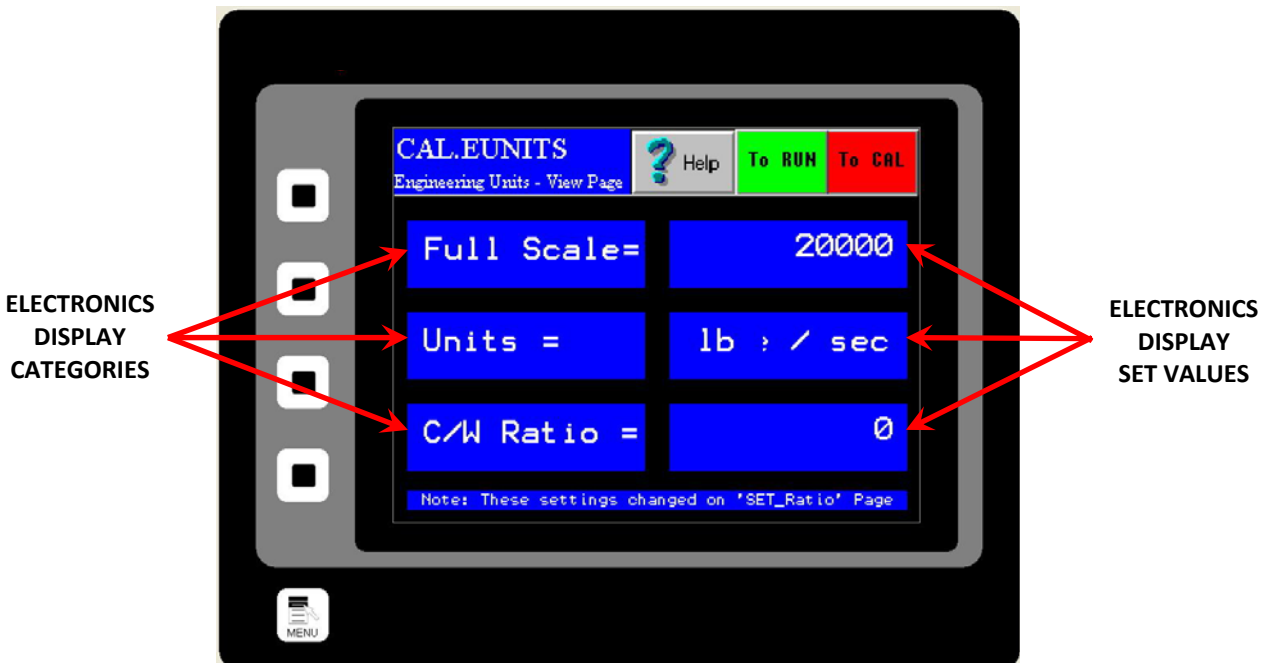 CAL.EUNITS
Engineering Units - View Page
? Help
To RUN
To CAL
Full Scale=
20000
Units =
lb › / sec
C/W Ratio =
0
Note: These settings changed on 'SET_Ratio' Page
ELECTRONICS
DISPLAY
CATEGORIES
ELECTRONICS
DISPLAY
SET VALUES
MENU